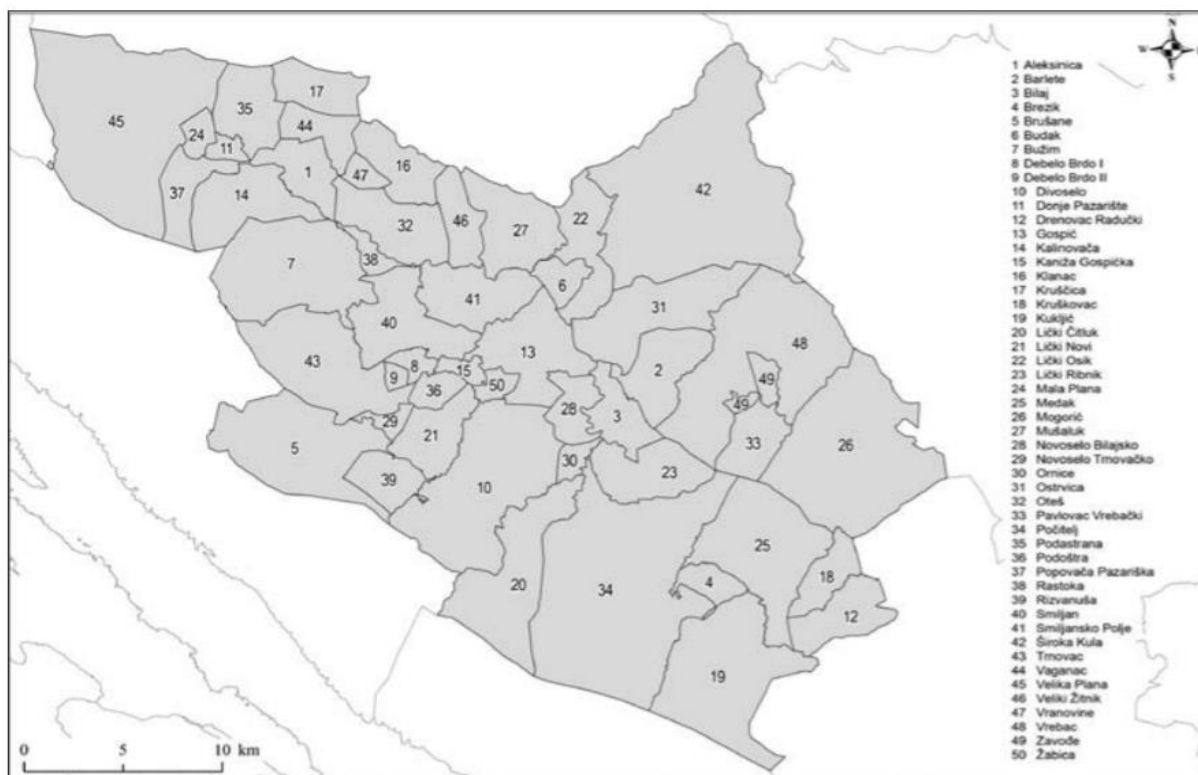 N
W
S
1 Aleksinica
2 Barlete
3 Bilaj
4 Brezik
5 Brušane
6 Budak
7 Bužim
8 Debelo Brdo I
9 Debelo Brdo II
10 Divoselo
11 Donje Pazarište
12 Drenovac Radučki
13 Gospić
14 Kalinovača
15 Kaniža Gospićka
16 Klanac
17 Kruščica
18 Kruškovac
19 Kukljić
20 Lički Čitluk
21 Lički Novi
22 Lički Osik
23 Lički Ribnik
24 Mala Plana
25 Medak
26 Mogorić
27 Mušaluk
28 Novoselo Bilajsko
29 Novoselo Trnovačko
30 Ornice
31 Ostrvica
32 Oteš
33 Pavlovac Vrebački
34 Počitelj
35 Podastrana
36 Podoštra
37 Popovača Pazariška
38 Rastoka
39 Rizvanuša
40 Smiljan
41 Smiljansko Polje
42 Široka Kula
43 Trnovac
44 Vaganac
45 Velika Plana
46 Veliki Žitnik
47 Vranovine
48 Vrebac
49 Zavođe
50 Žabica
17
35
45
44
24
11
1
16
47
42
37
14
32
46
27
22
7
38
6
41
31
40
13
43
48
8
15
2
9
49
36
50
28
49
3
29
21
33
5
30
23
26
39
10
25
20
34
4
18
12
19
0 5 10 km